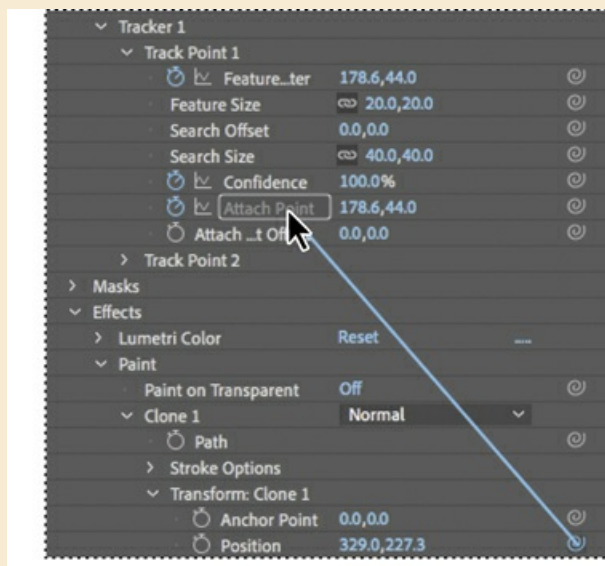 Tracker 1
Track Point 1
Feature...ter 178.6,44.0
Feature Size 20.0,20.0
Search Offset 0.0,0.0
Search Size 40.0,40.0
Confidence 100.0%
Attach Point 178.6,44.0
Attach ...t Of 0.0,0.0
Track Point 2
Masks
Effects
Lumetri Color Reset
Paint
Paint on Transparent Off
Clone 1 Normal
Path
Stroke Options
Transform: Clone 1
Anchor Point 0.0,0.0
Position 329.0,227.3